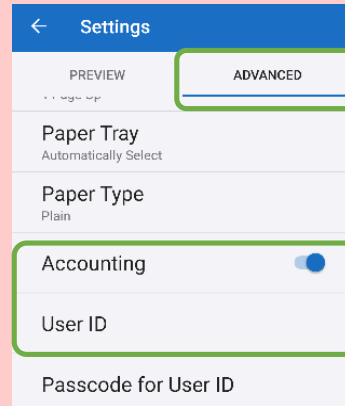 Settings
PREVIEW
ADVANCED
Paper Tray
Automatically Select
Paper Type
Plain
Accounting
User ID
Passcode for User ID